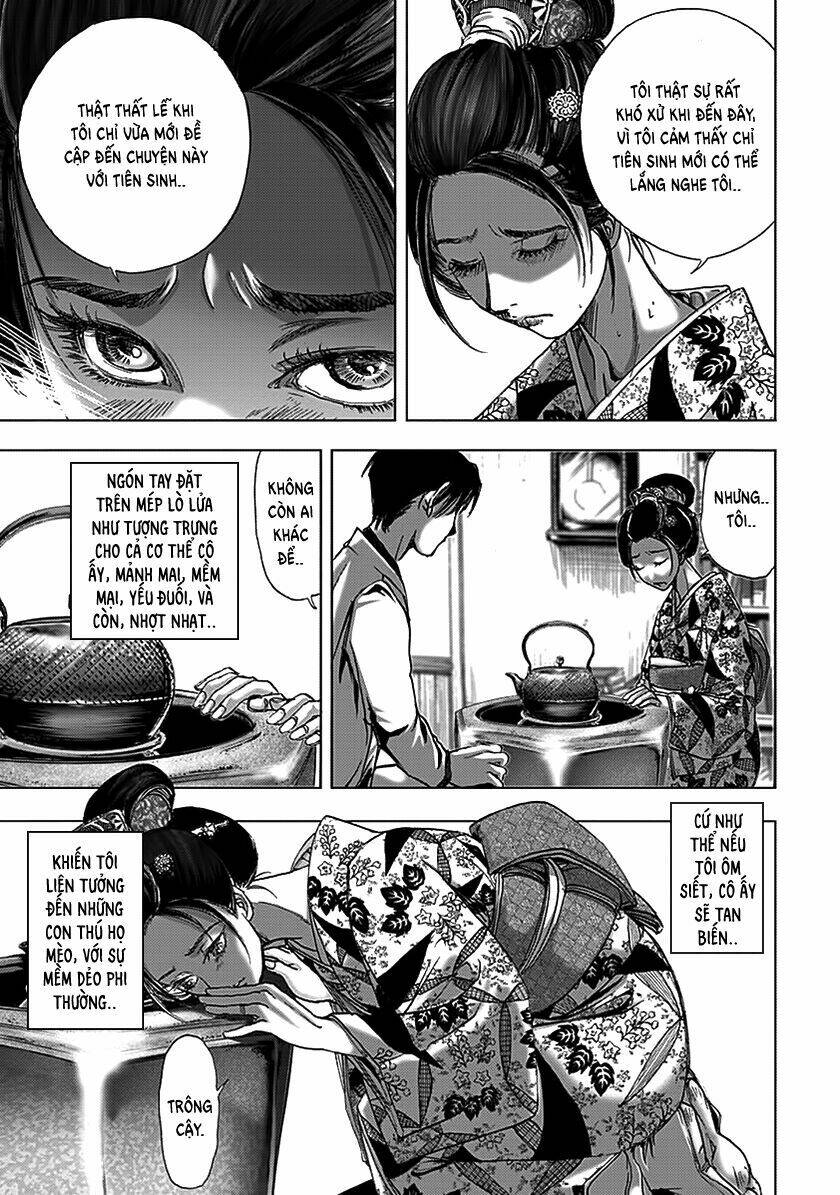 TÔI THẬT SỰ RẤT
KHÓ XỬ KHI ĐẾN ĐÂY,
VÌ TÔI CẢM THẤY CHỈ
TIÊN SINH MỚI CÓ THỂ
LẮNG NGHE TÔI..
THẬT THẤT LỄ KHI
TÔI CHỈ VỪA MỚI ĐỀ
CẬP ĐẾN CHUYỆN NÀY
VỚI TIÊN SINH..
NHƯNG..
TÔI..
KHÔNG
CÒN AI
KHÁC
ĐỂ..
NGÓN TAY ĐẶT
TRÊN MÉP LÒ LỬA
NHƯ TƯỢNG TRƯNG
CHO CẢ CƠ THỂ CÔ
ẤY, MẢNH MAI, MỀM
MẠI, YẾU ĐUỐI, VÀ
CÒN, NHỢT NHẠT..
CỨ NHƯ
THỂ NẾU
TÔI ÔM
SIẾT, CÔ ẤY
SẼ TAN
BIẾN..
KHIẾN TÔI
LIÊN TƯỞNG
ĐẾN NHỮNG
CON THÚ HỌ
MÈO, VỚI SỰ
MỀM DẺO PHI
THƯỜNG..
TRÔNG
CẬY.